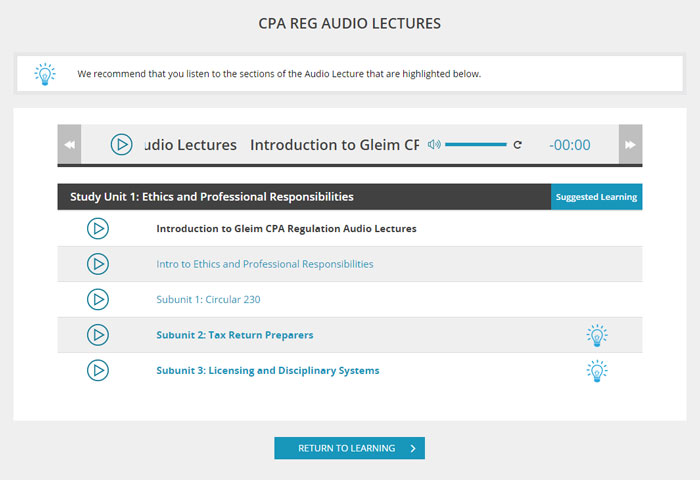 CPA REG AUDIO LECTURES
We recommend that you listen to the sections of the Audio Lecture that are highlighted below.
udio Lectures Introduction to Gleim CP -00:00
Study Unit 1: Ethics and Professional Responsibilities Suggested Learning
Introduction to Gleim CPA Regulation Audio Lectures
Intro to Ethics and Professional Responsibilities
Subunit 1: Circular 230
Subunit 2: Tax Return Preparers
Subunit 3: Licensing and Disciplinary Systems
RETURN TO LEARNING